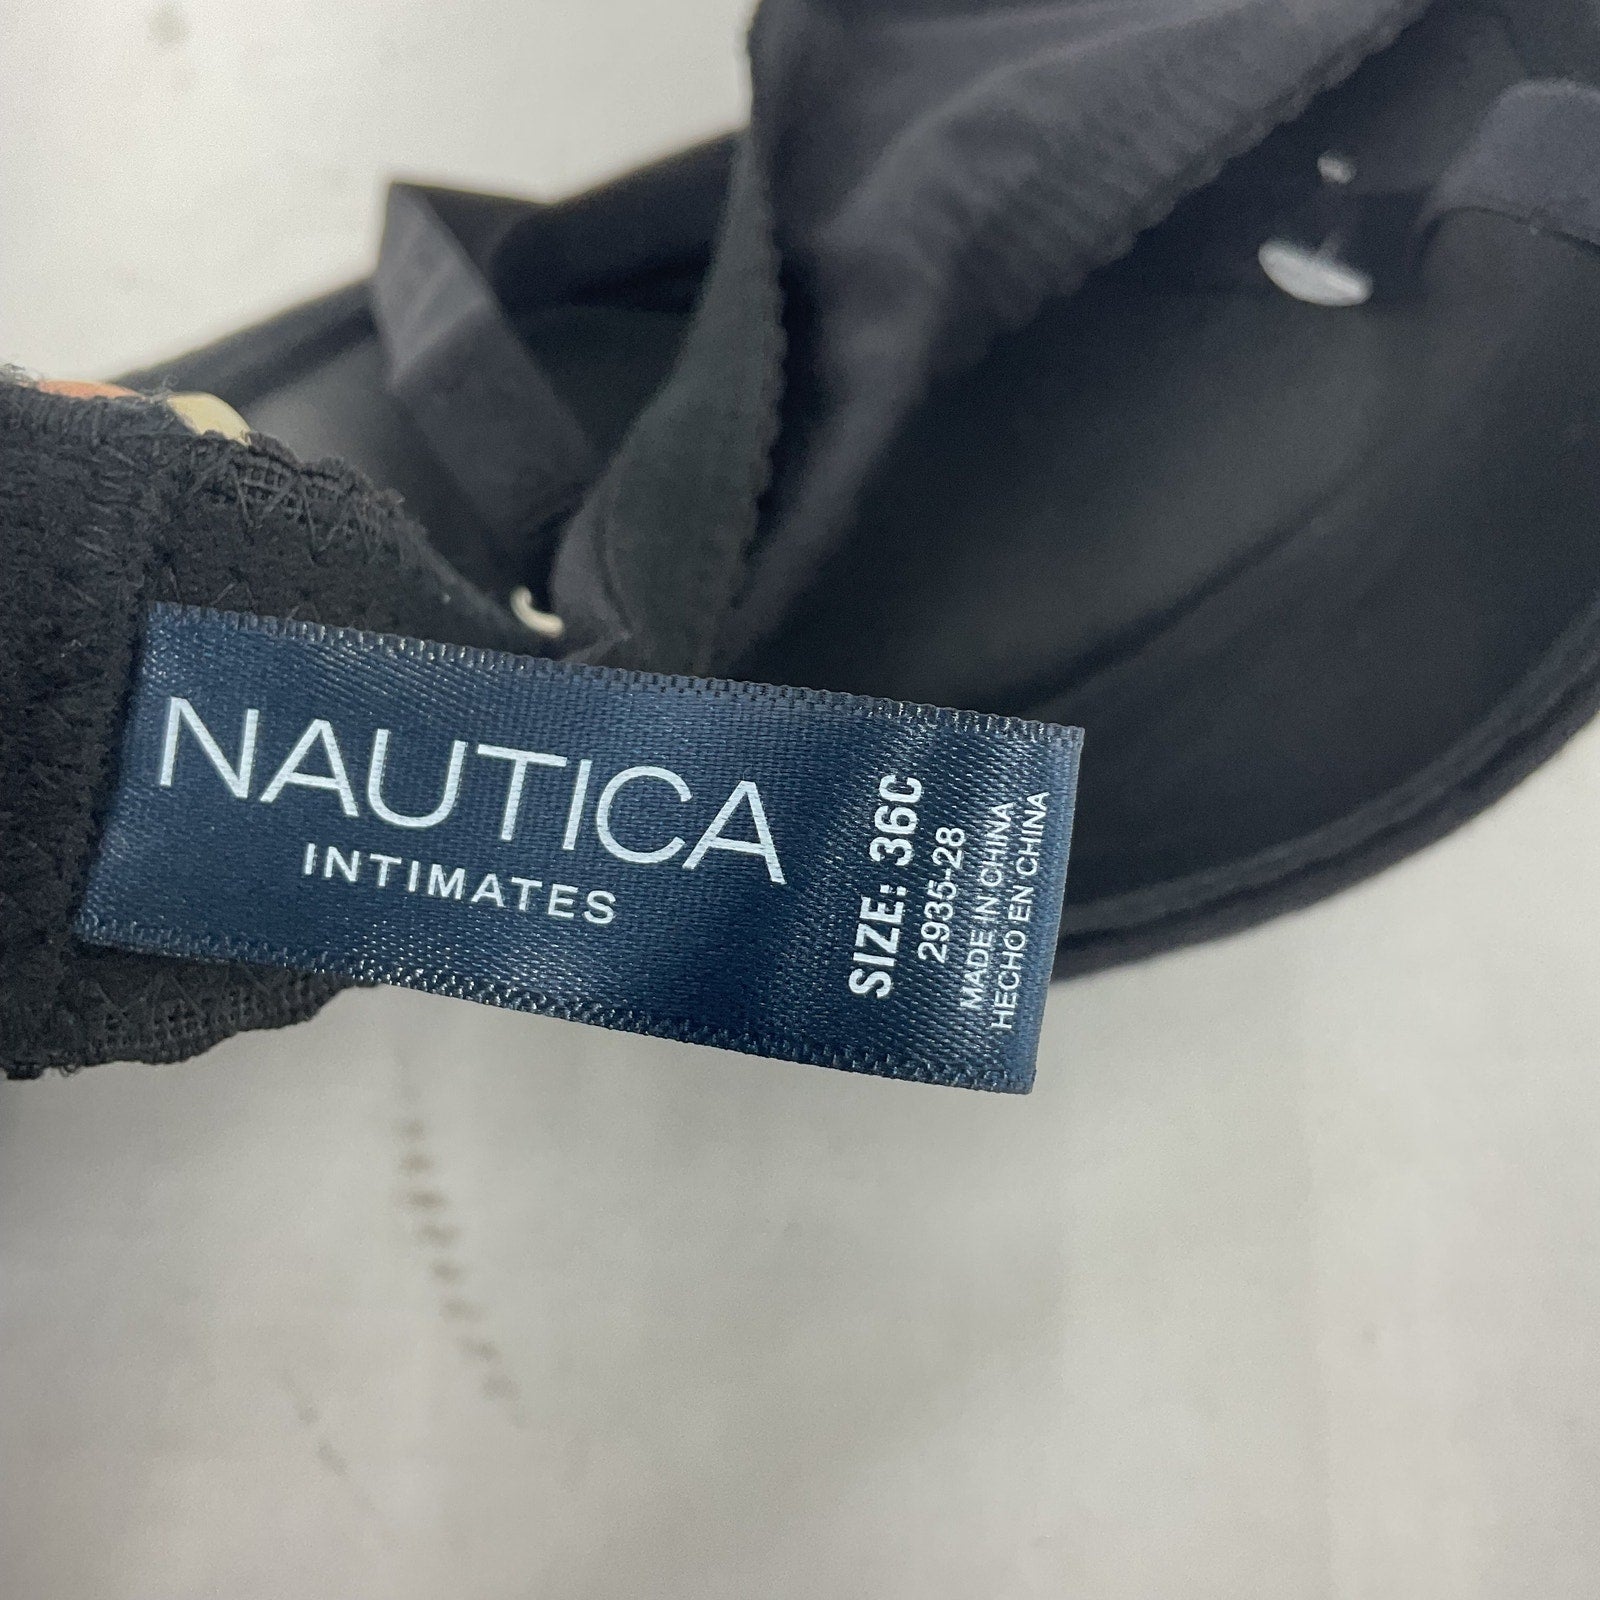 NAUTICA
INTIMATES
SIZE: 36C
2935-28
MADE IN CHINA
HECHO EN CHINA